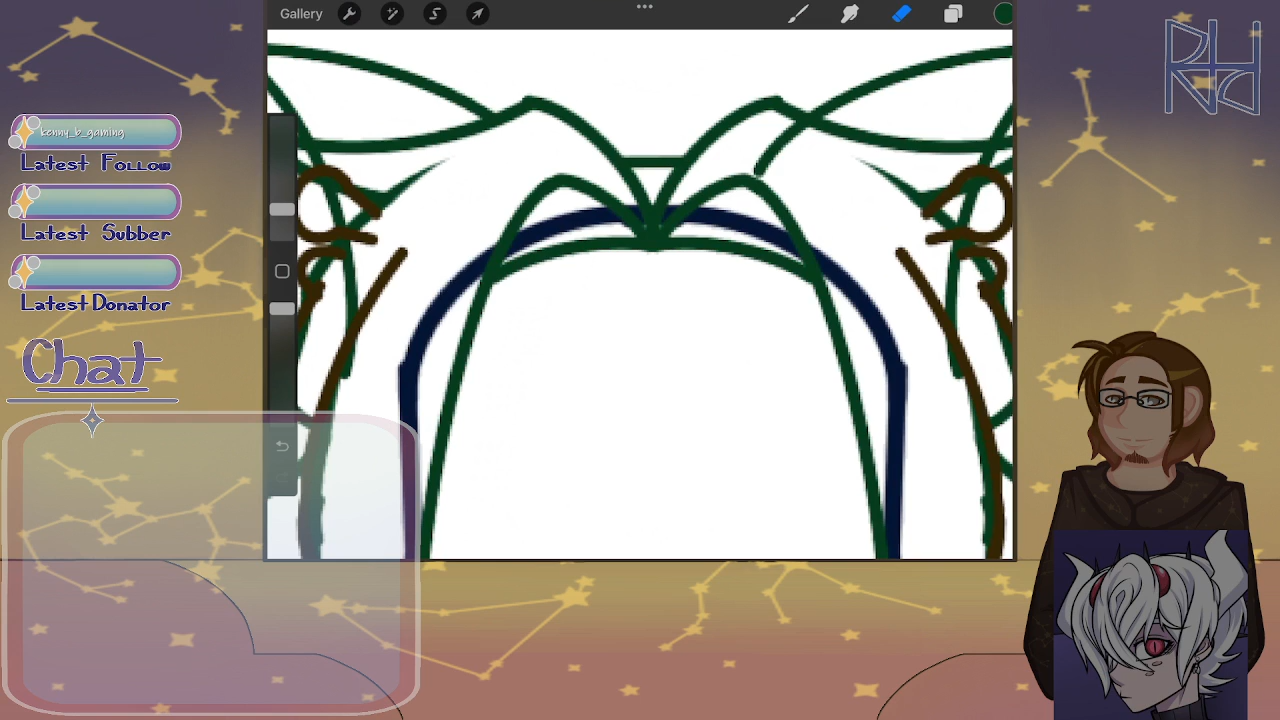 Gallery
kenny_b_gaming
Latest Follow
Latest Subber
Latest Donator
Chat